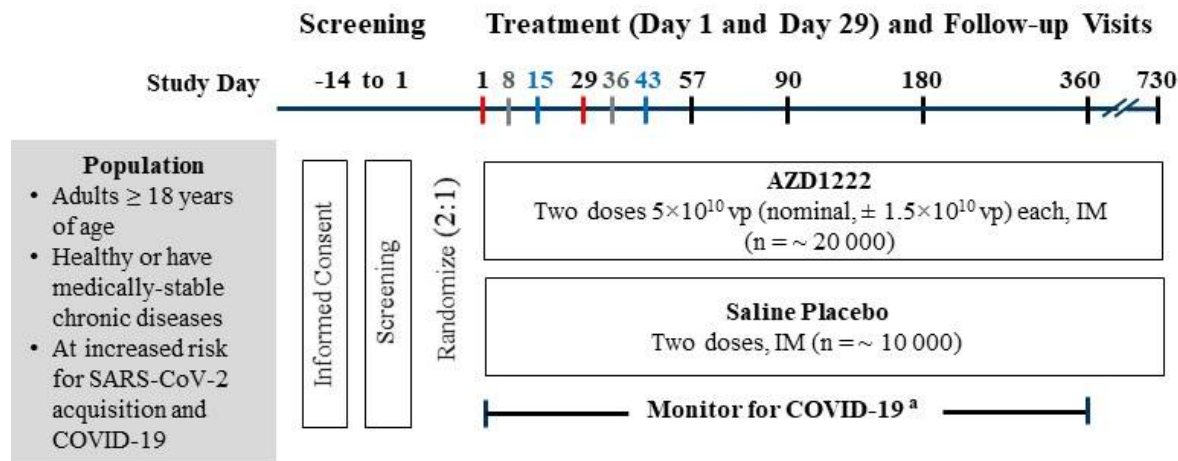 Screening
Treatment (Day 1 and Day 29) and Follow-up Visits
Study Day
-14 to 1
1 8 15 29 36 43 57 90 180 360 730
Population
• Adults ≥ 18 years
of age
• Healthy or have
medically-stable
chronic diseases
• At increased risk
for SARS-CoV-2
acquisition and
COVID-19
Informed Consent
Screening
Randomize (2:1)
AZD1222
Two doses 5×10¹⁰ vp (nominal, ± 1.5×10¹⁰ vp) each, IM
(n = ~ 20 000)
Saline Placebo
Two doses, IM (n = ~ 10 000)
Monitor for COVID-19 ᵃ